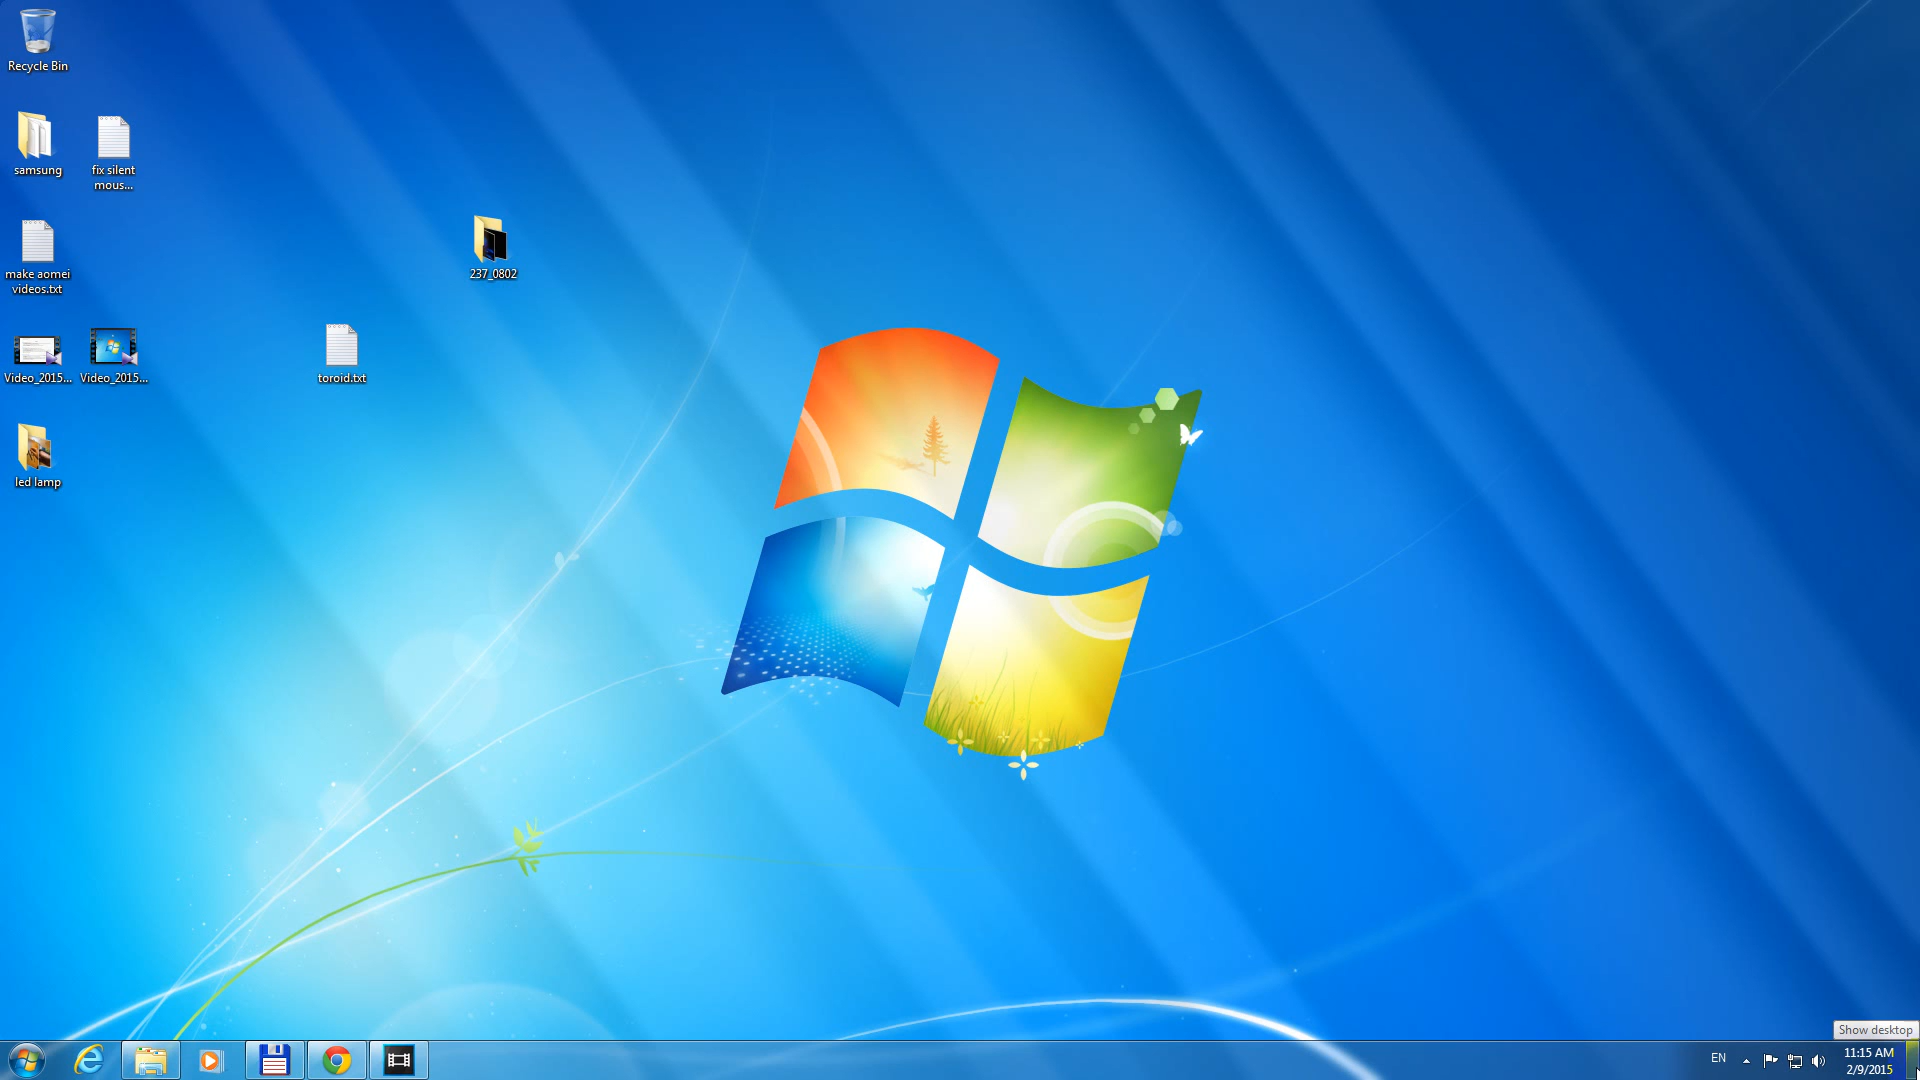 Recycle Bin
samsung
fix silent
mous...
make aomei
videos.txt
237_0802
Video_2015...
Video_2015...
toroid.txt
led lamp
Show desktop
EN
11:15 AM
2/9/2015